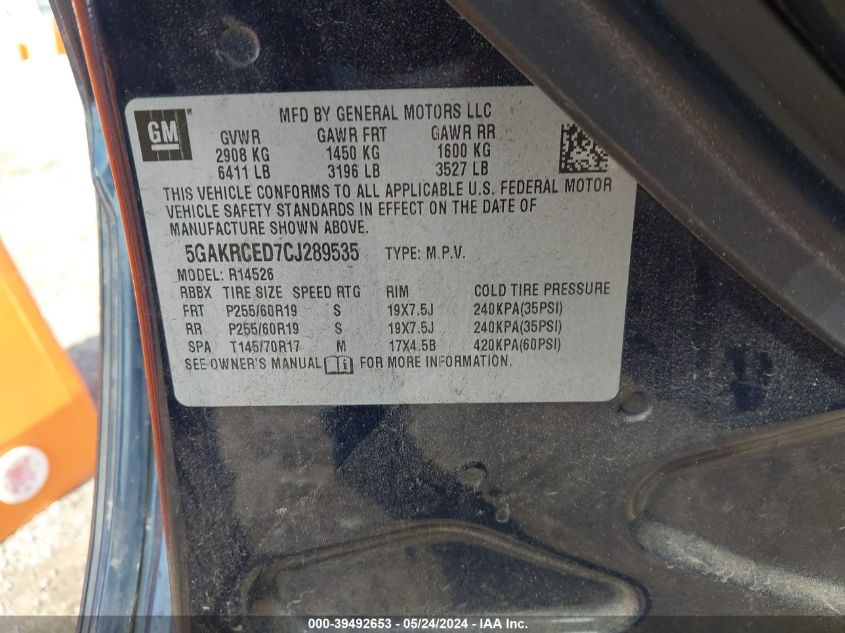 GM
MFD BY GENERAL MOTORS LLC
GVWR GAWR FRT GAWR RR
2908 KG 1450 KG 1600 KG
6411 LB 3196 LB 3527 LB
THIS VEHICLE CONFORMS TO ALL APPLICABLE U.S. FEDERAL MOTOR
VEHICLE SAFETY STANDARDS IN EFFECT ON THE DATE OF
MANUFACTURE SHOWN ABOVE.
5GAKRCED7CJ289535 TYPE: M.P.V.
MODEL: R14526
RBBX TIRE SIZE SPEED RTG RIM COLD TIRE PRESSURE
FRT P255/60R19 S 19X7.5J 240KPA(35PSI)
RR P255/60R19 S 19X7.5J 240KPA(35PSI)
SPA T145/70R17 M 17X4.5B 420KPA(60PSI)
SEE OWNER'S MANUAL FOR MORE INFORMATION.
000-39492653 - 05/24/2024 - IAA Inc.